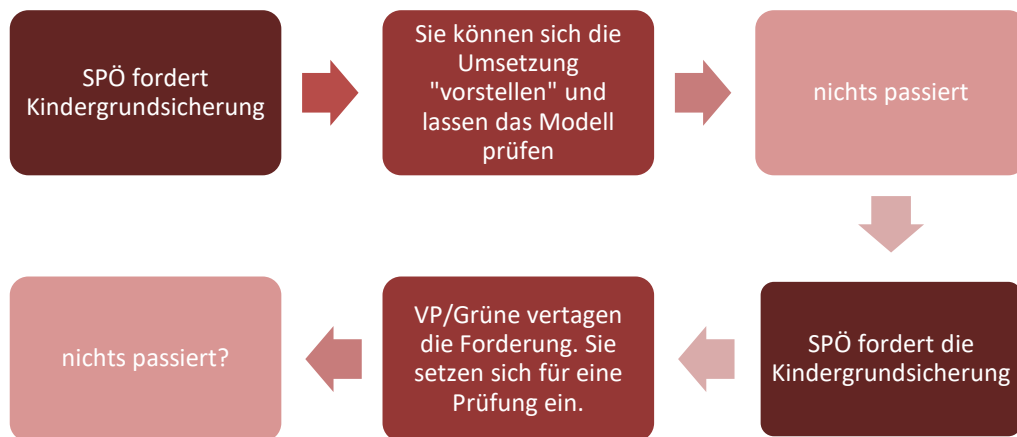 SPÖ fordert
Kindergrundsicherung
Sie können sich die
Umsetzung
"vorstellen" und
lassen das Modell
prüfen
nichts passiert
SPÖ fordert die
Kindergrundsicherung
VP/Grüne vertagen
die Forderung. Sie
setzen sich für eine
Prüfung ein.
nichts passiert?